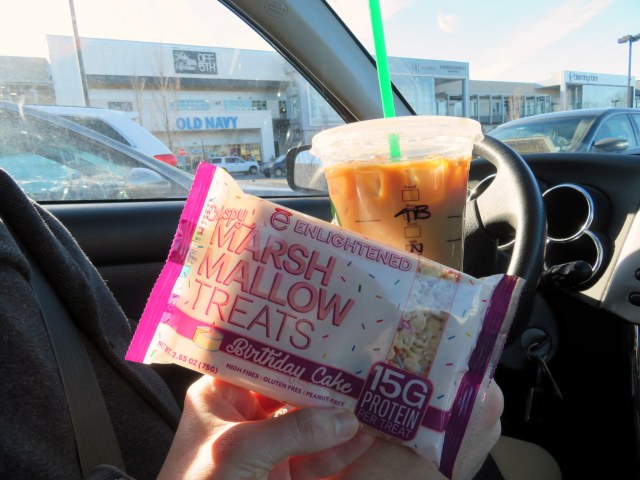 OFF
5TH
OLD NAVY
TB
ENLIGHTENED
Crispy!
MARSH
MALLOW
TREATS
Birthday Cake
NET WT. 2.65 OZ (75G)
HIGH FIBER | GLUTEN FREE | PEANUT-FREE
15G
PROTEIN
PER TREAT